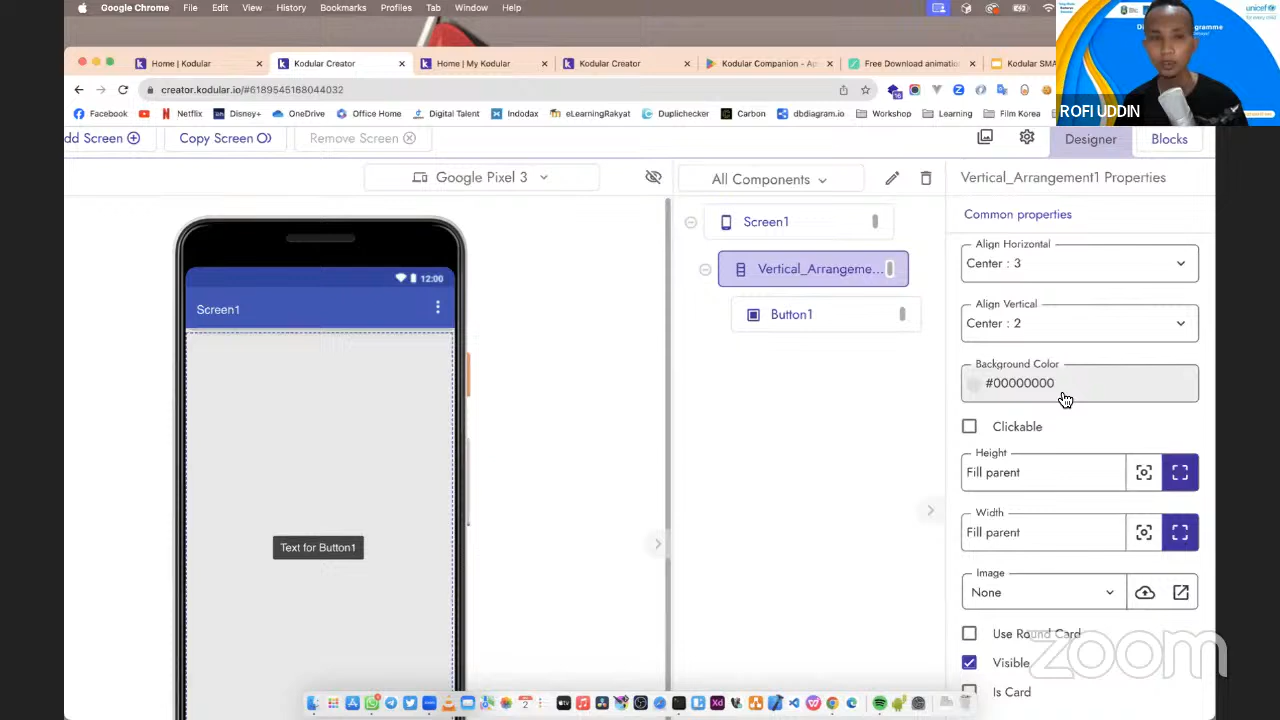 Google Chrome File Edit View History Bookmarks Profiles Tab Window Help
Home | Kodular Kodular Creator Home | My Kodular Kodular Creator Kodular Companion - Ap... Free Download animati... Kodular SMA
creator.kodular.io/#6189545168044032
Facebook Netflix Disney+ OneDrive Office Home Digital Talent Indodax eLearningRakyat Duplichecker Carbon dbdiagram.io Workshop Learning Film Korea
unicef
ROFI UDDIN
dd Screen Copy Screen Remove Screen Designer Blocks
Google Pixel 3 All Components Vertical_Arrangement1 Properties
Common properties
12:00
Screen1
Text for Button1
Screen1
Vertical_Arrangeme...
Button1
Align Horizontal
Center : 3
Align Vertical
Center : 2
Background Color
#00000000
Clickable
Height
Fill parent
Width
Fill parent
Image
None
Use Round Card
Visible
Is Card
zoom